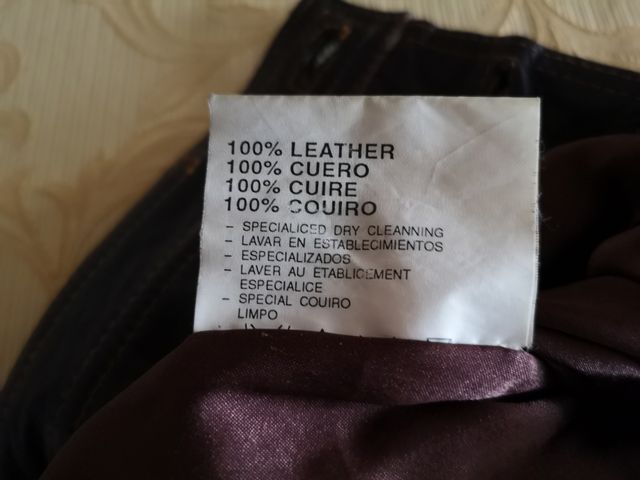 100% LEATHER
100% CUERO
100% CUIRE
100% COUIRO
- SPECIALICED DRY CLEANNING
- LAVAR EN ESTABLECIMIENTOS
- ESPECIALIZADOS
- LAVER AU ETABLICEMENT
ESPECIALICE
- SPECIAL COUIRO
LIMPO